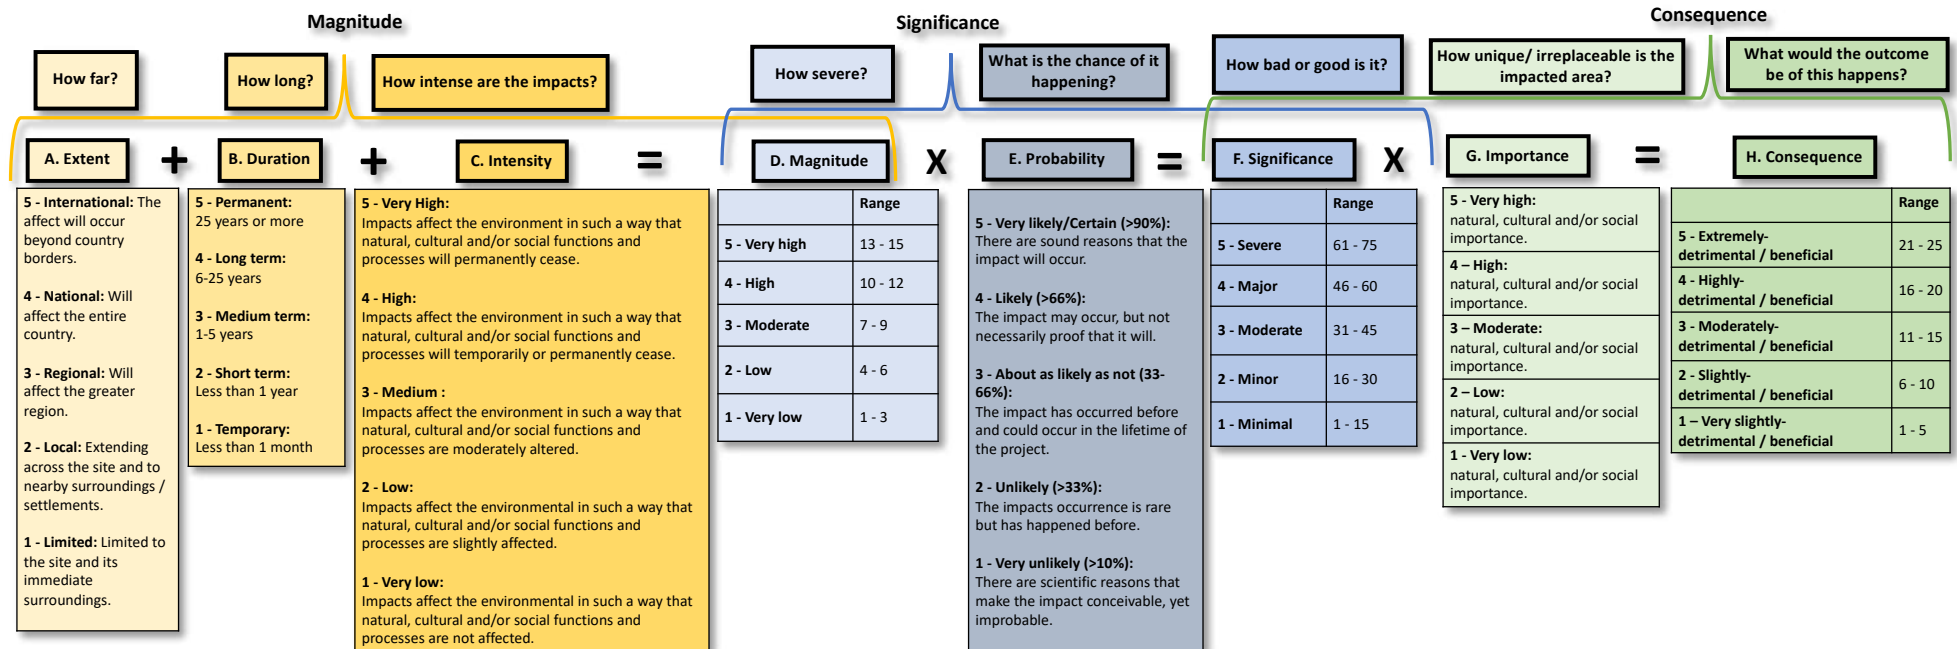 Magnitude
Significance
Consequence
How far?
How long?
How intense are the impacts?
How severe?
What is the chance of it
happening?
How bad or good is it?
How unique/ irreplaceable is the
impacted area?
What would the outcome
be of this happens?
A. Extent
+
B. Duration
+
C. Intensity
=
D. Magnitude
X
E. Probability
=
F. Significance
X
G. Importance
=
H. Consequence
5 - International: The
affect will occur
beyond country
borders.
4 - National: Will
affect the entire
country.
3 - Regional: Will
affect the greater
region.
2 - Local: Extending
across the site and to
nearby surroundings /
settlements.
1 - Limited: Limited to
the site and its
immediate
surroundings.
5 - Permanent:
25 years or more
4 - Long term:
6-25 years
3 - Medium term:
1-5 years
2 - Short term:
Less than 1 year
1 - Temporary:
Less than 1 month
5 - Very High:
Impacts affect the environment in such a way that
natural, cultural and/or social functions and
processes will permanently cease.
4 - High:
Impacts affect the environment in such a way that
natural, cultural and/or social functions and
processes will temporarily or permanently cease.
3 - Medium :
Impacts affect the environment in such a way that
natural, cultural and/or social functions and
processes are moderately altered.
2 - Low:
Impacts affect the environmental in such a way that
natural, cultural and/or social functions and
processes are slightly affected.
1 - Very low:
Impacts affect the environmental in such a way that
natural, cultural and/or social functions and
processes are not affected.
Range
5 - Very high 13 - 15
4 - High 10 - 12
3 - Moderate 7 - 9
2 - Low 4 - 6
1 - Very low 1 - 3
5 - Very likely/Certain (>90%):
There are sound reasons that the
impact will occur.
4 - Likely (>66%):
The impact may occur, but not
necessarily proof that it will.
3 - About as likely as not (33-
66%):
The impact has occurred before
and could occur in the lifetime of
the project.
2 - Unlikely (>33%):
The impacts occurrence is rare
but has happened before.
1 - Very unlikely (>10%):
There are scientific reasons that
make the impact conceivable, yet
improbable.
Range
5 - Severe 61 - 75
4 - Major 46 - 60
3 - Moderate 31 - 45
2 - Minor 16 - 30
1 - Minimal 1 - 15
5 - Very high:
natural, cultural and/or social
importance.
4 – High:
natural, cultural and/or social
importance.
3 – Moderate:
natural, cultural and/or social
importance.
2 – Low:
natural, cultural and/or social
importance.
1 - Very low:
natural, cultural and/or social
importance.
Range
5 - Extremely-
detrimental / beneficial 21 - 25
4 - Highly-
detrimental / beneficial 16 - 20
3 - Moderately-
detrimental / beneficial 11 - 15
2 - Slightly-
detrimental / beneficial 6 - 10
1 – Very slightly-
detrimental / beneficial 1 - 5